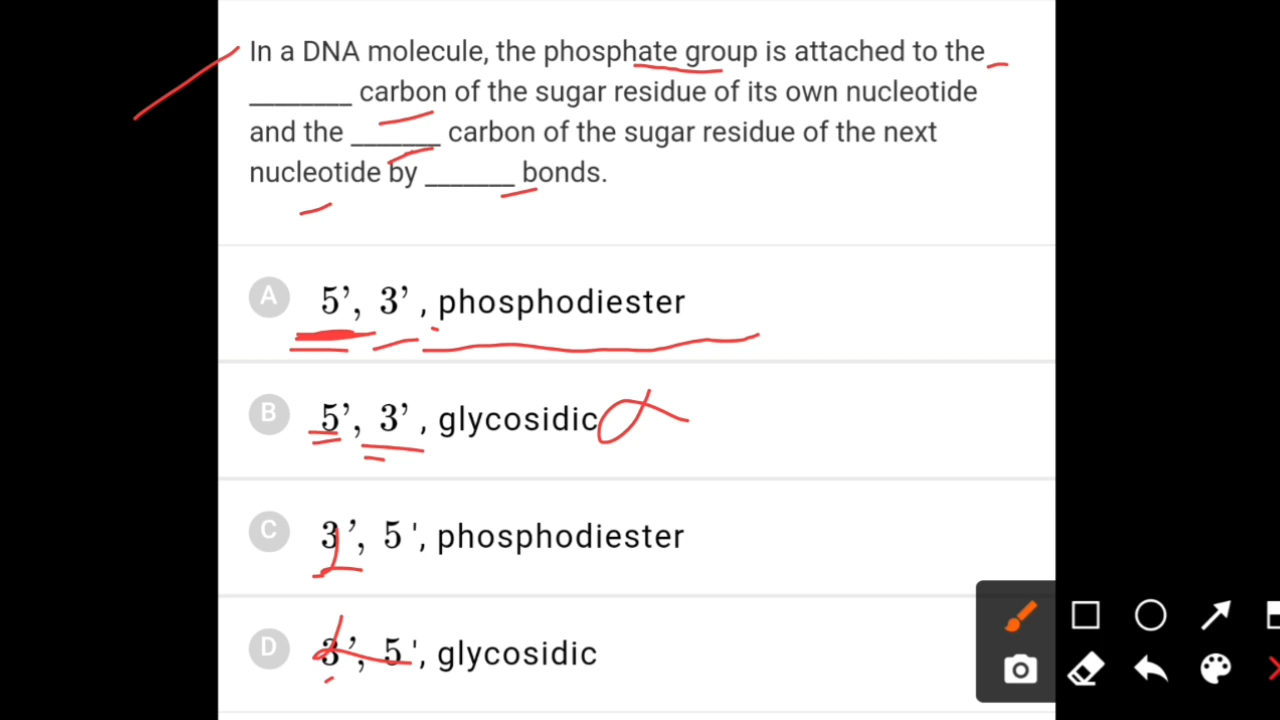 In a DNA molecule, the phosphate group is attached to the
________ carbon of the sugar residue of its own nucleotide
and the _______ carbon of the sugar residue of the next
nucleotide by _______ bonds.
A 5’, 3’ , phosphodiester
B 5’, 3’ , glycosidic
C 3’, 5 ', phosphodiester
D 3’, 5 ', glycosidic